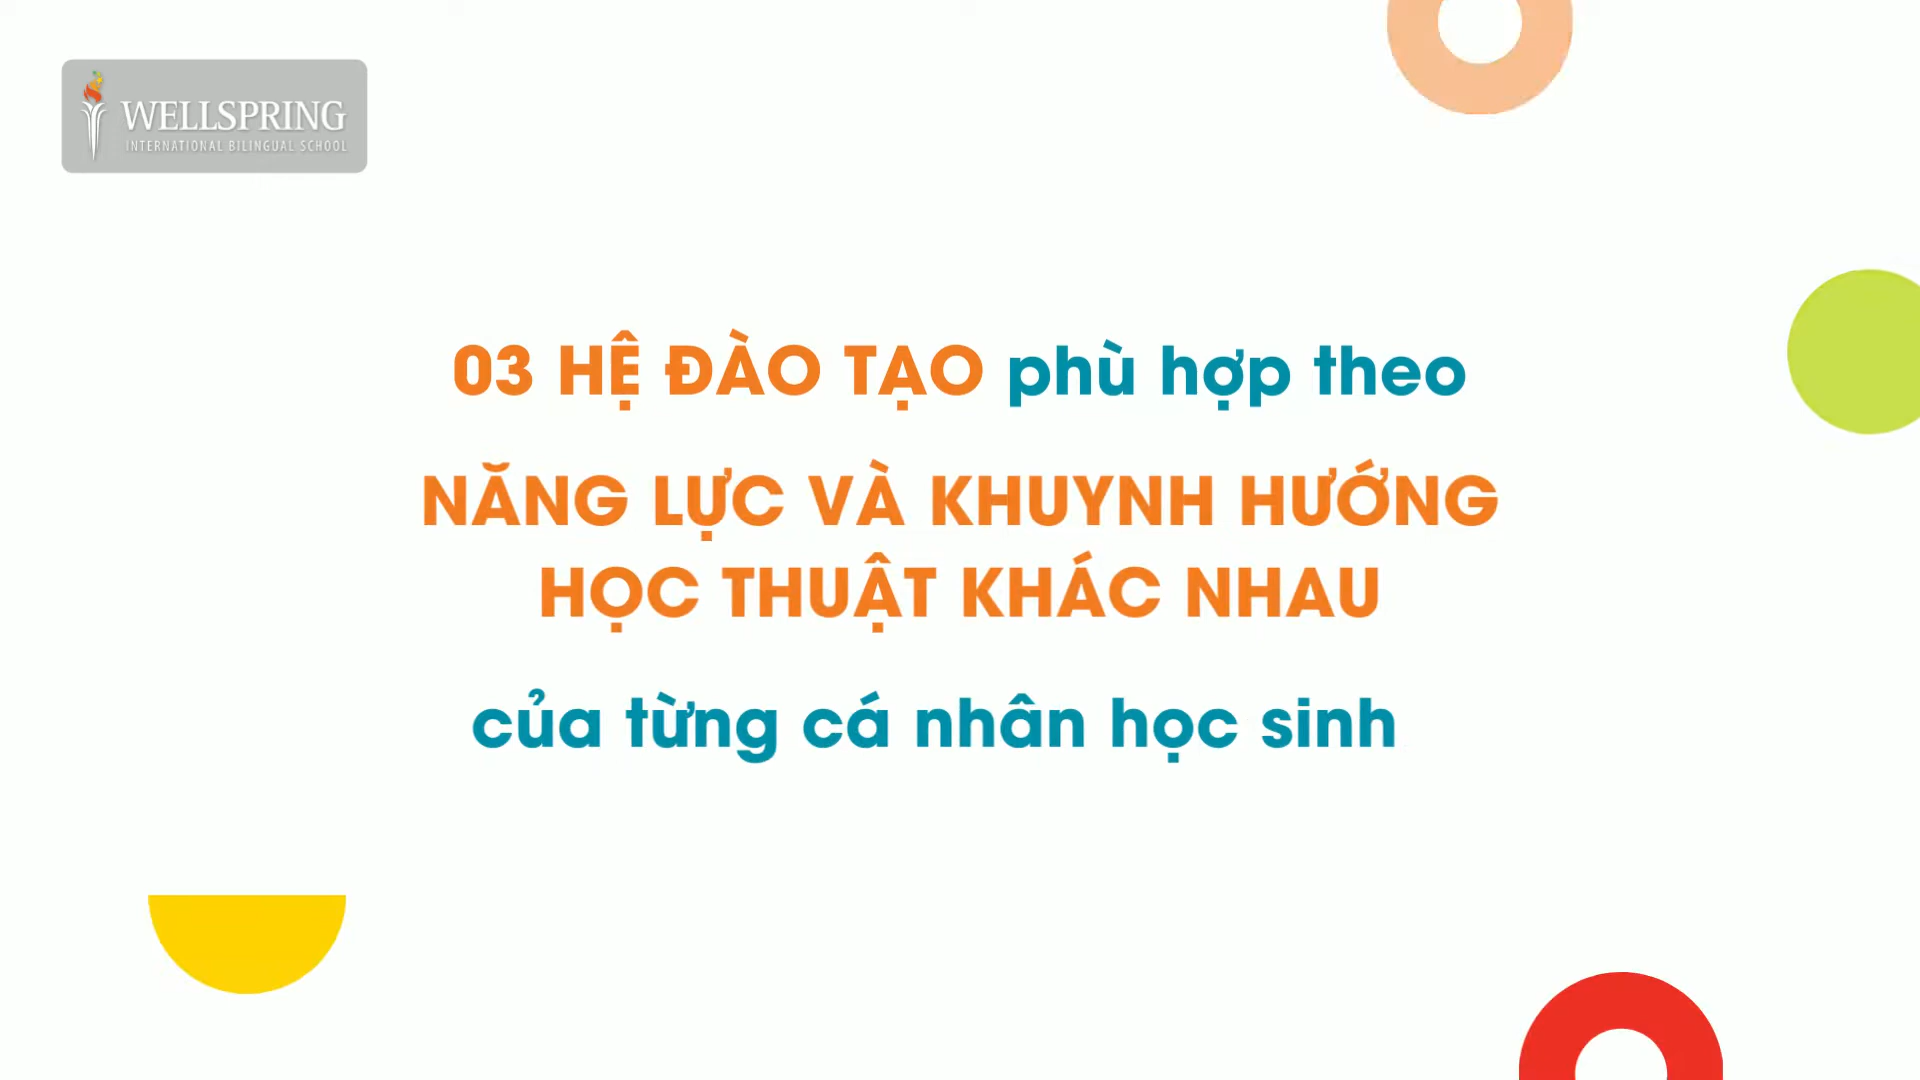 WELLSPRING
INTERNATIONAL BILINGUAL SCHOOL
03 HỆ ĐÀO TẠO phù hợp theo
NĂNG LỰC VÀ KHUYNH HƯỚNG
HỌC THUẬT KHÁC NHAU
của từng cá nhân học sinh